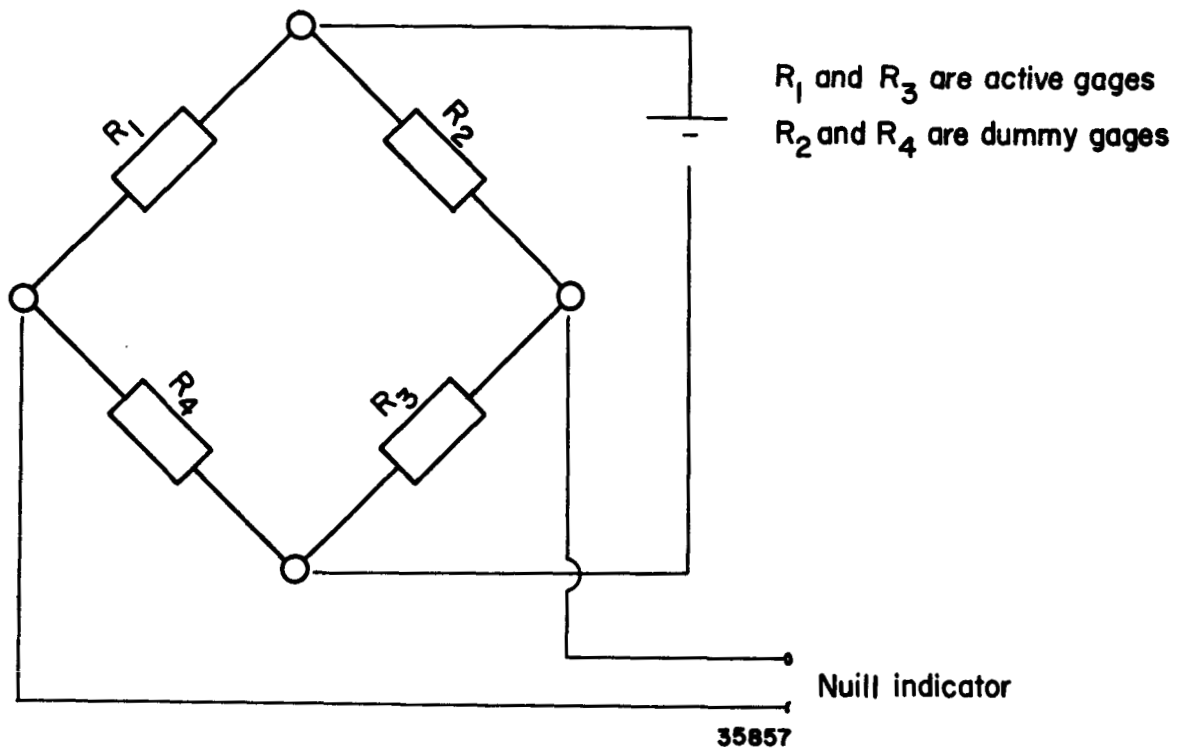 R1 and R3 are active gages
R2 and R4 are dummy gages
R1
R2
R4
R3
Nuill indicator
35857